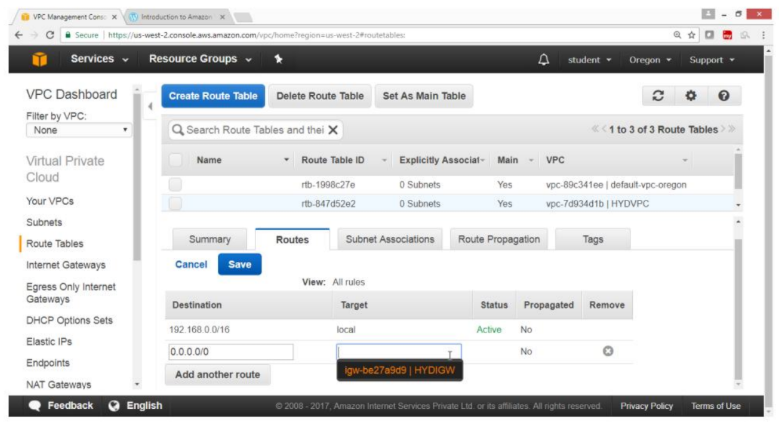 VPC Management Consc
Introduction to Amazon
Secure | https://us-west-2.console.aws.amazon.com/vpc/home?region=us-west-2#routetables:
Services Resource Groups student Oregon Support
VPC Dashboard
Filter by VPC:
None
Virtual Private
Cloud
Your VPCs
Subnets
Route Tables
Internet Gateways
Egress Only Internet
Gateways
DHCP Options Sets
Elastic IPs
Endpoints
NAT Gateways
Create Route Table Delete Route Table Set As Main Table
Search Route Tables and thei X
1 to 3 of 3 Route Tables
Name Route Table ID Explicitly Associat Main VPC
rtb-1998c27e 0 Subnets Yes vpc-89c341ee | default-vpc-oregon
rtb-847d52e2 0 Subnets Yes vpc-7d934d1b | HYDVPC
Summary Routes Subnet Associations Route Propagation Tags
Cancel Save
View: All rules
Destination Target Status Propagated Remove
192.168.0.0/16 local Active No
0.0.0.0/0 No
igw-be27a9d9 | HYDIGW
Add another route
Feedback English © 2008 - 2017, Amazon Internet Services Private Ltd. or its affiliates. All rights reserved. Privacy Policy Terms of Use